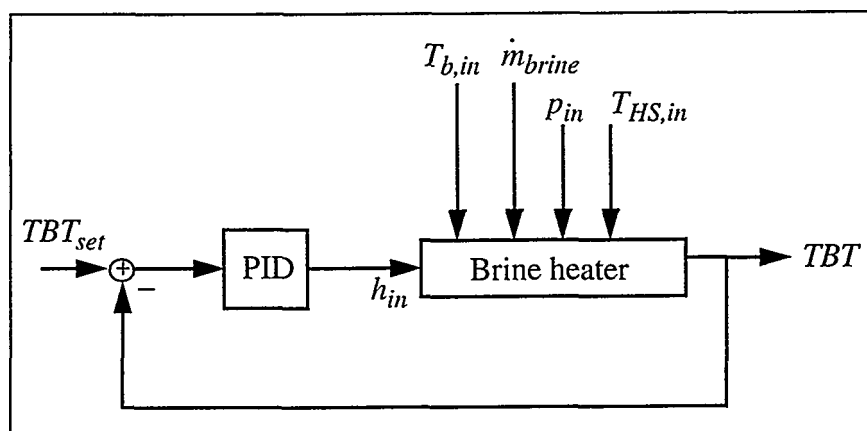 T_{b,in} ṁ_{brine}
p_{in} T_{HS,in}
TBT_{set}
+
−
PID
h_{in}
Brine heater
TBT